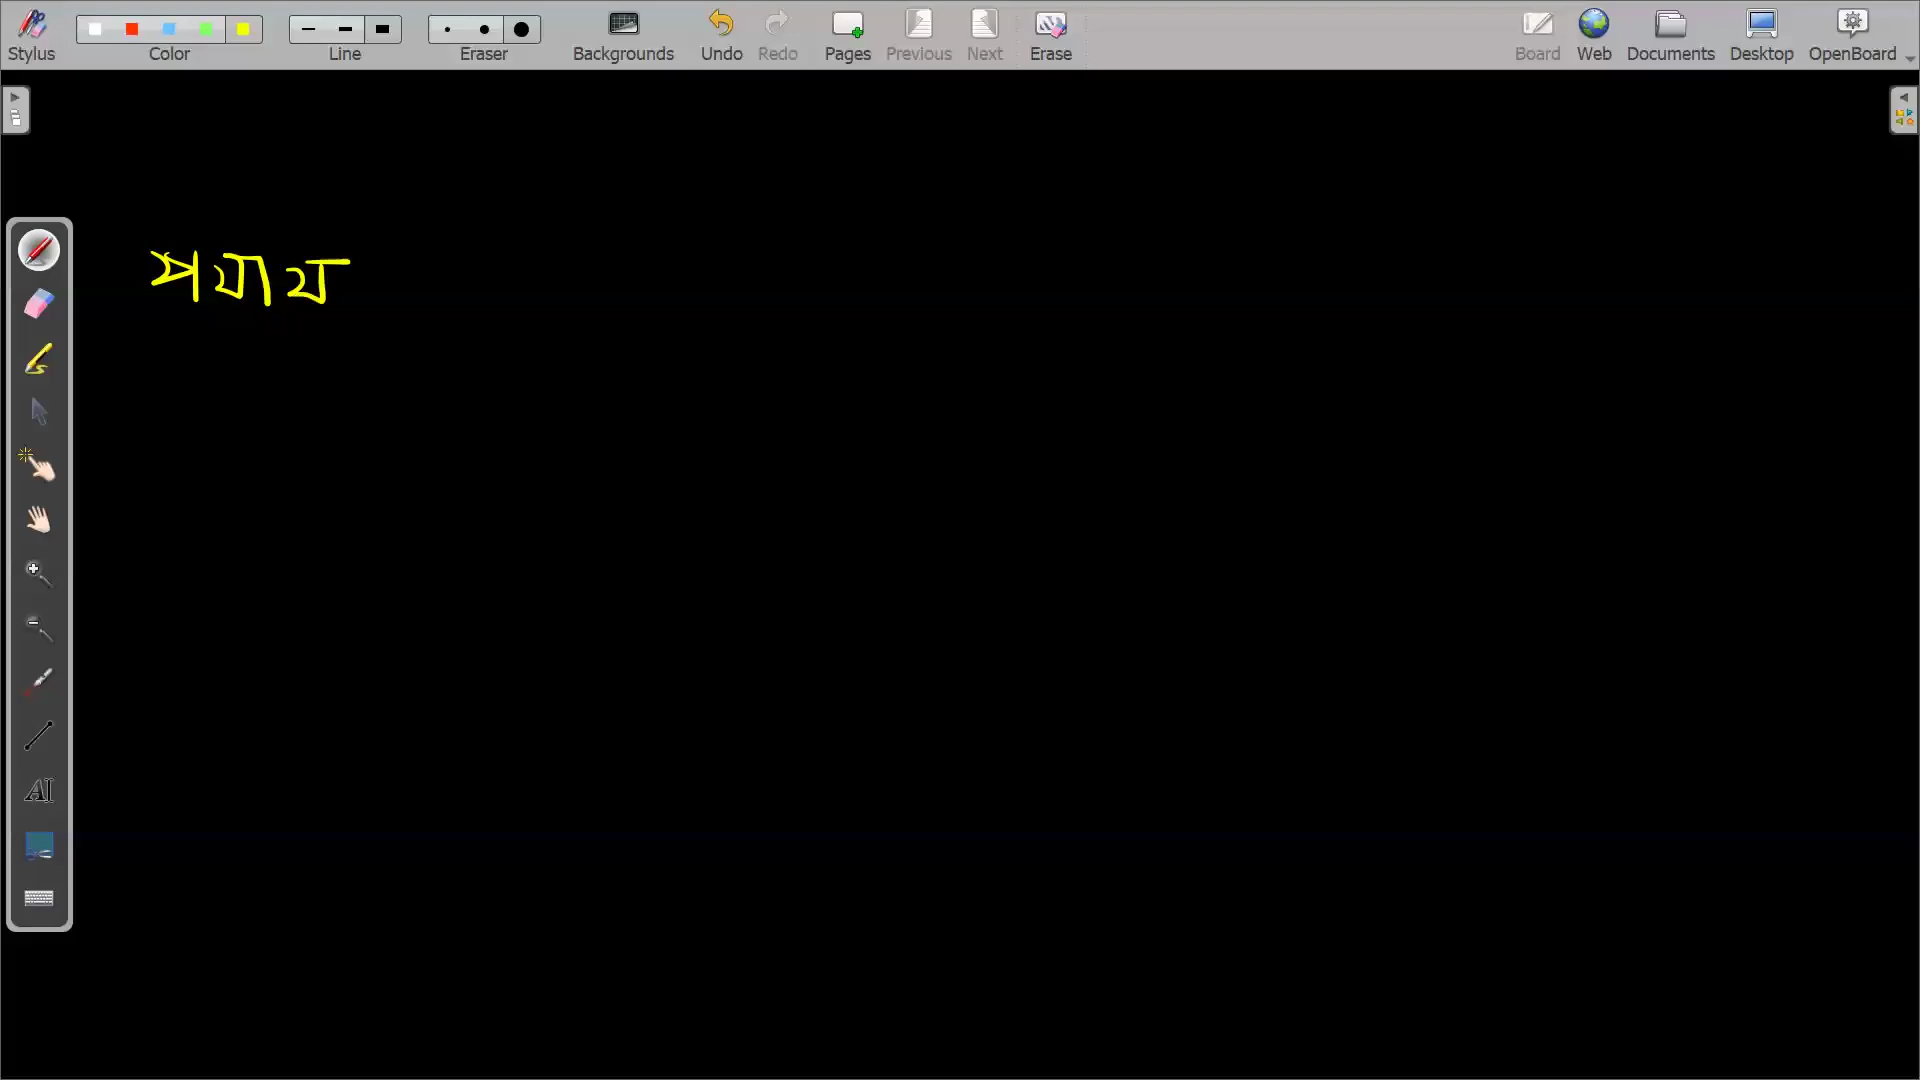 Stylus Color Line Eraser Backgrounds Undo Redo Pages Previous Next Erase Board Web Documents Desktop OpenBoard
পযায